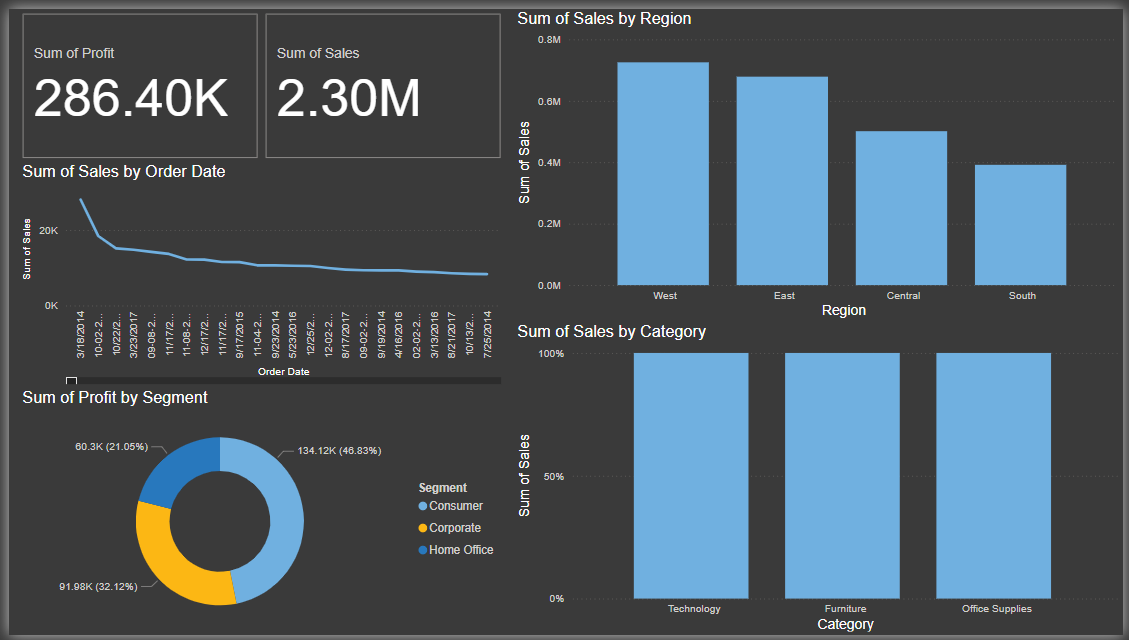 Sum of Profit
286.40K
Sum of Sales
2.30M
Sum of Sales by Order Date
Sum of Sales
20K
0K
3/18/2014
10-02-2...
10/22/2...
3/23/2017
09-08-2...
11/17/2...
11-08-2...
12/17/2...
11/17/2...
9/17/2015
11-04-2...
9/23/2014
5/23/2016
12/25/2...
12-02-2...
8/17/2017
09-02-2...
9/19/2014
4/16/2016
02-02-2...
3/13/2016
8/21/2017
10/13/2...
7/25/2014
Order Date
Sum of Profit by Segment
60.3K (21.05%)
134.12K (46.83%)
91.98K (32.12%)
Segment
Consumer
Corporate
Home Office
Sum of Sales by Region
Sum of Sales
0.8M
0.6M
0.4M
0.2M
0.0M
West
East
Central
South
Region
Sum of Sales by Category
Sum of Sales
100%
50%
0%
Technology
Furniture
Office Supplies
Category